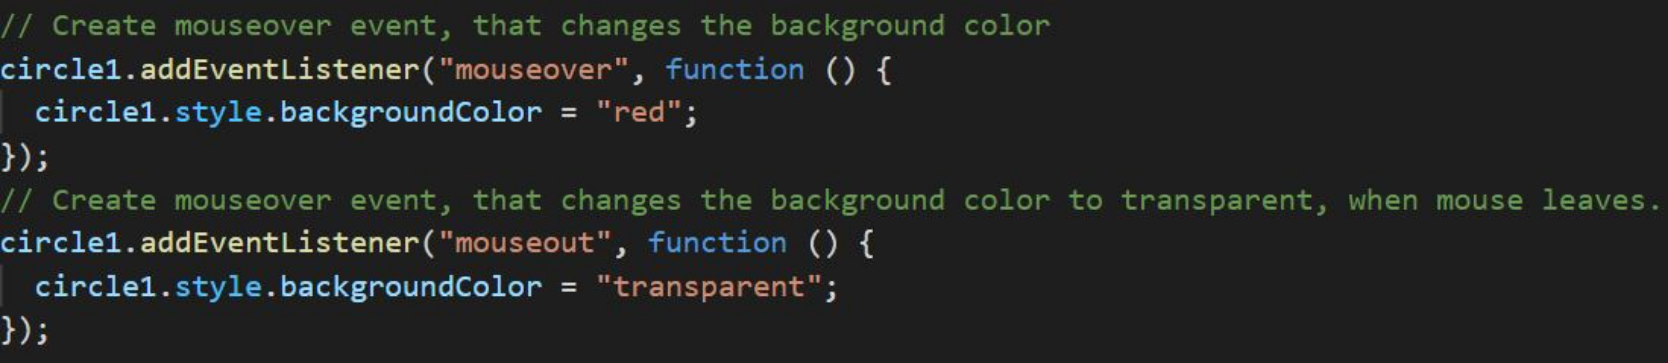 // Create mouseover event, that changes the background color
circle1.addEventListener("mouseover", function () {
  circle1.style.backgroundColor = "red";
});
// Create mouseover event, that changes the background color to transparent, when mouse leaves.
circle1.addEventListener("mouseout", function () {
  circle1.style.backgroundColor = "transparent";
});